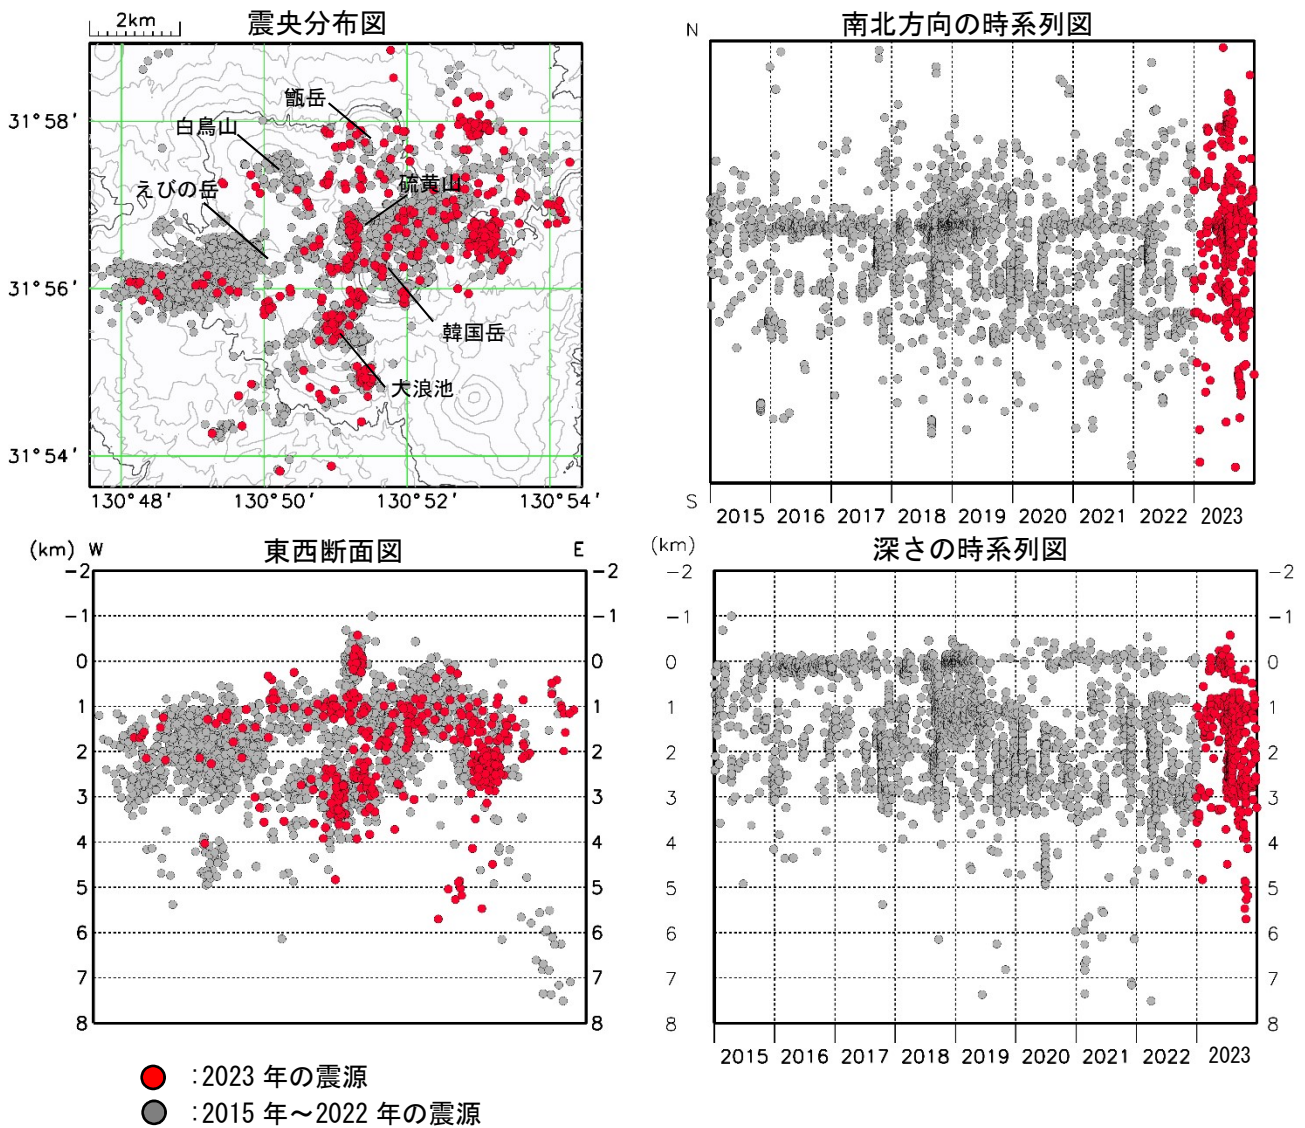 2km
震央分布図
甑岳
白鳥山
えびの岳
硫黄山
韓国岳
大浪池
31°58′
31°56′
31°54′
130°48′ 130°50′ 130°52′ 130°54′
南北方向の時系列図
N
S
2015 2016 2017 2018 2019 2020 2021 2022 2023
東西断面図
(km) W E
-2 -2
-1 -1
0 0
1 1
2 2
3 3
4 4
5 5
6 6
7 7
8 8
深さの時系列図
(km)
-2 -2
-1 -1
0 0
1 1
2 2
3 3
4 4
5 5
6 6
7 7
8 8
2015 2016 2017 2018 2019 2020 2021 2022 2023
:2023 年の震源
:2015 年～2022 年の震源